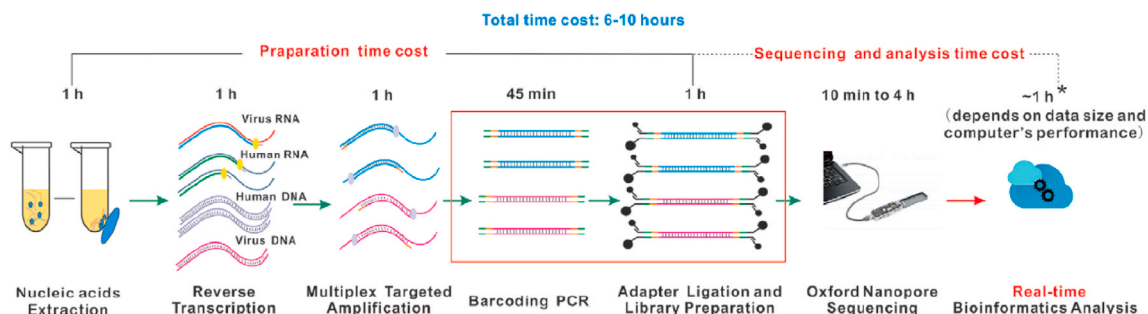 Total time cost: 6-10 hours
Praparation time cost
Sequencing and analysis time cost
1 h
1 h
1 h
45 min
1 h
10 min to 4 h
~1 h*
(depends on data size and
computer's performance)
Virus RNA
Human RNA
Human DNA
Virus DNA
Nucleic acids
Extraction
Reverse
Transcription
Multiplex Targeted
Amplification
Barcoding PCR
Adapter Ligation and
Library Preparation
Oxford Nanopore
Sequencing
Real-time
Bioinformatics Analysis